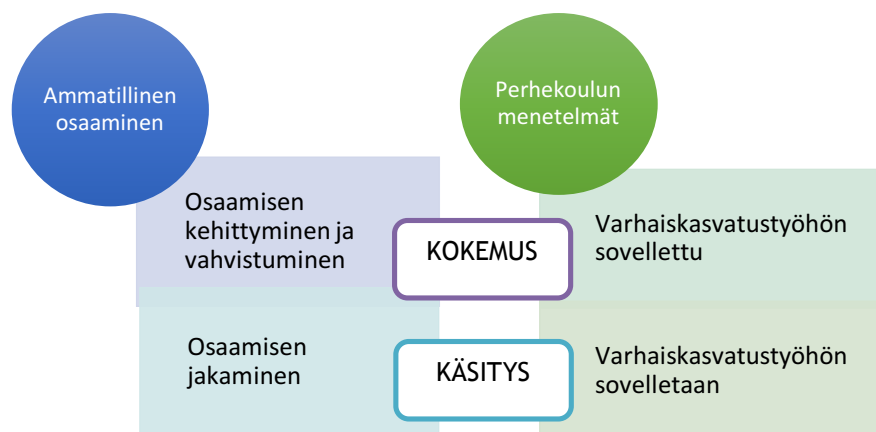 Ammatillinen
osaaminen
Perhekoulun
menetelmät
Osaamisen
kehittyminen ja
vahvistuminen
KOKEMUS
Varhaiskasvatustyöhön
sovellettu
Osaamisen
jakaminen
KÄSITYS
Varhaiskasvatustyöhön
sovelletaan